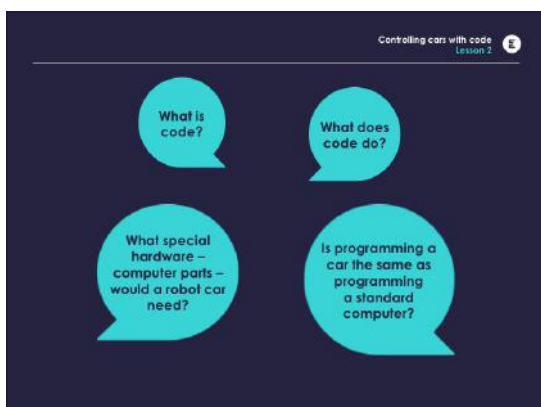 Controlling cars with code
Lesson 2
E
What is
code?
What does
code do?
What special
hardware –
computer parts –
would a robot car
need?
Is programming a
car the same as
programming
a standard
computer?